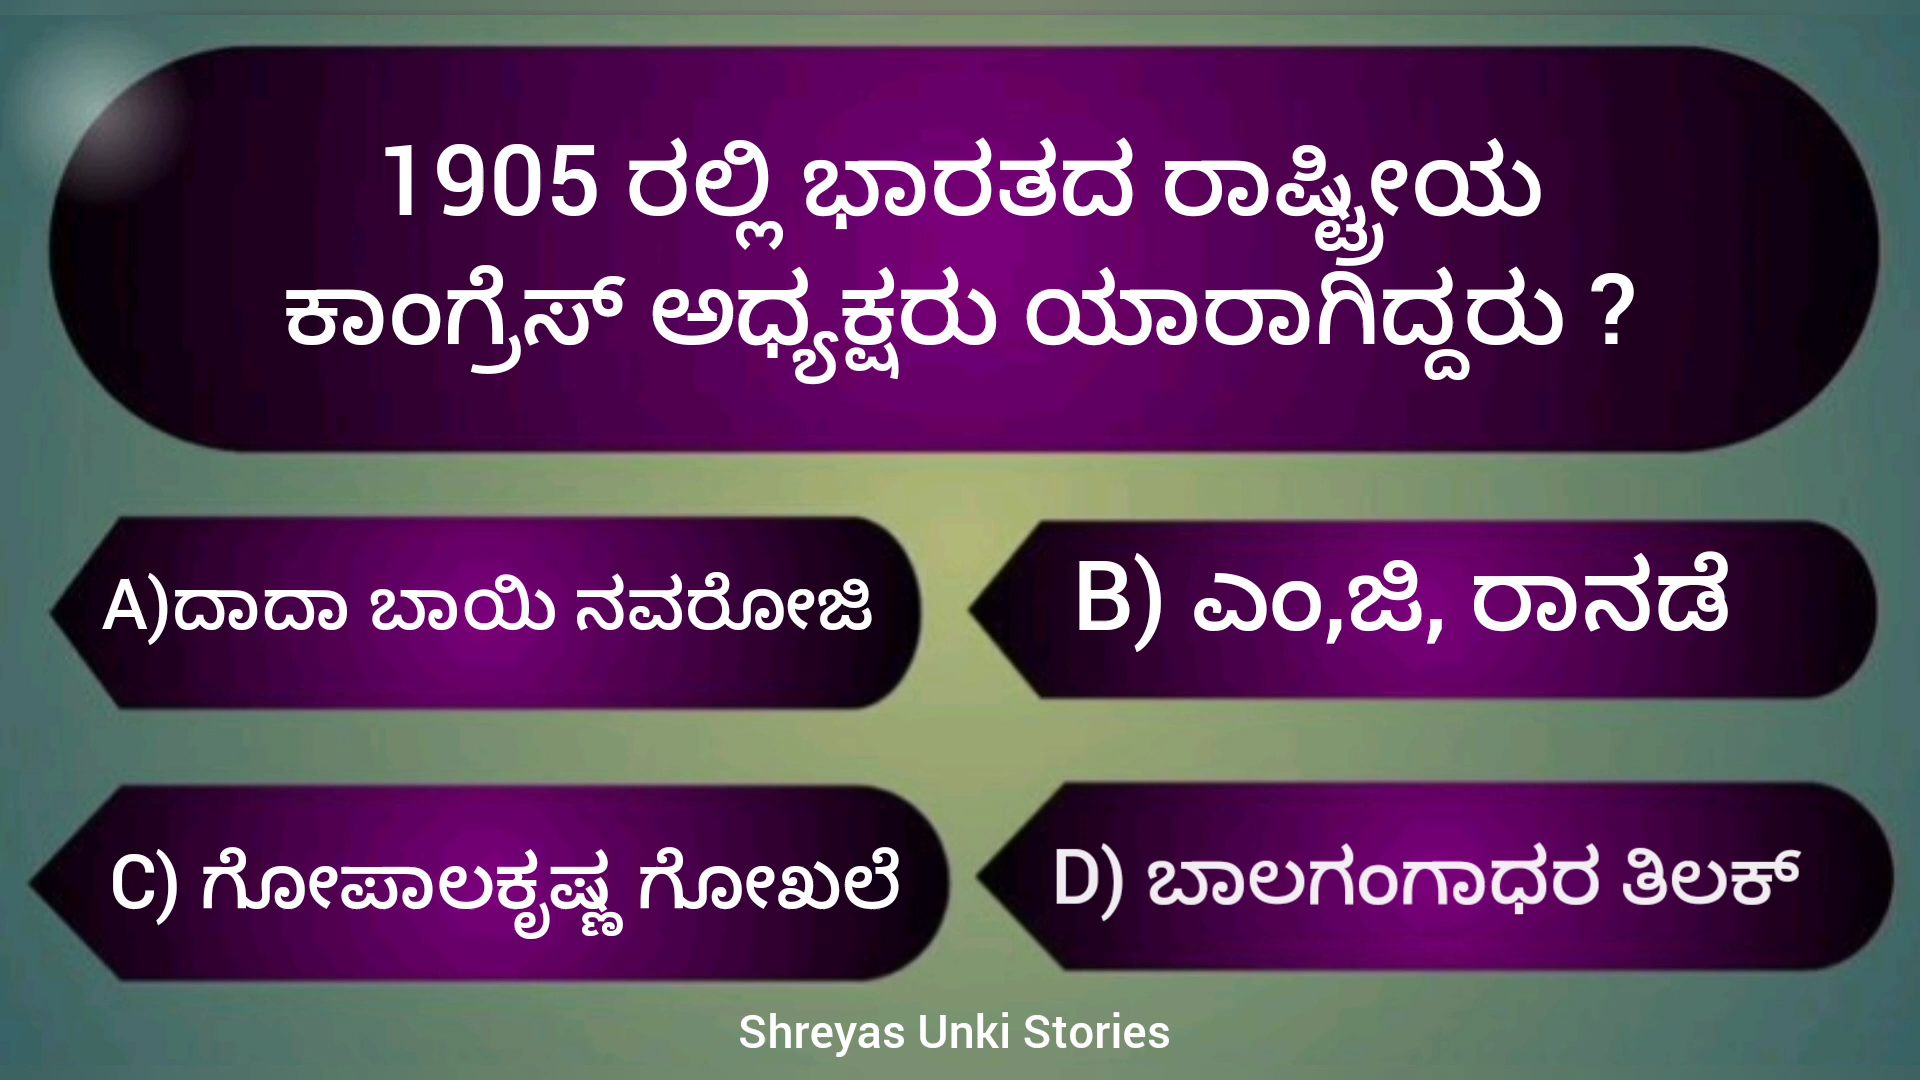 1905 ರಲ್ಲಿ ಭಾರತದ ರಾಷ್ಟ್ರೀಯ
ಕಾಂಗ್ರೆಸ್ ಅಧ್ಯಕ್ಷರು ಯಾರಾಗಿದ್ದರು ?
A)ದಾದಾ ಬಾಯಿ ನವರೋಜಿ
B) ಎಂ,ಜಿ, ರಾನಡೆ
C) ಗೋಪಾಲಕೃಷ್ಣ ಗೋಖಲೆ
D) ಬಾಲಗಂಗಾಧರ ತಿಲಕ್
Shreyas Unki Stories